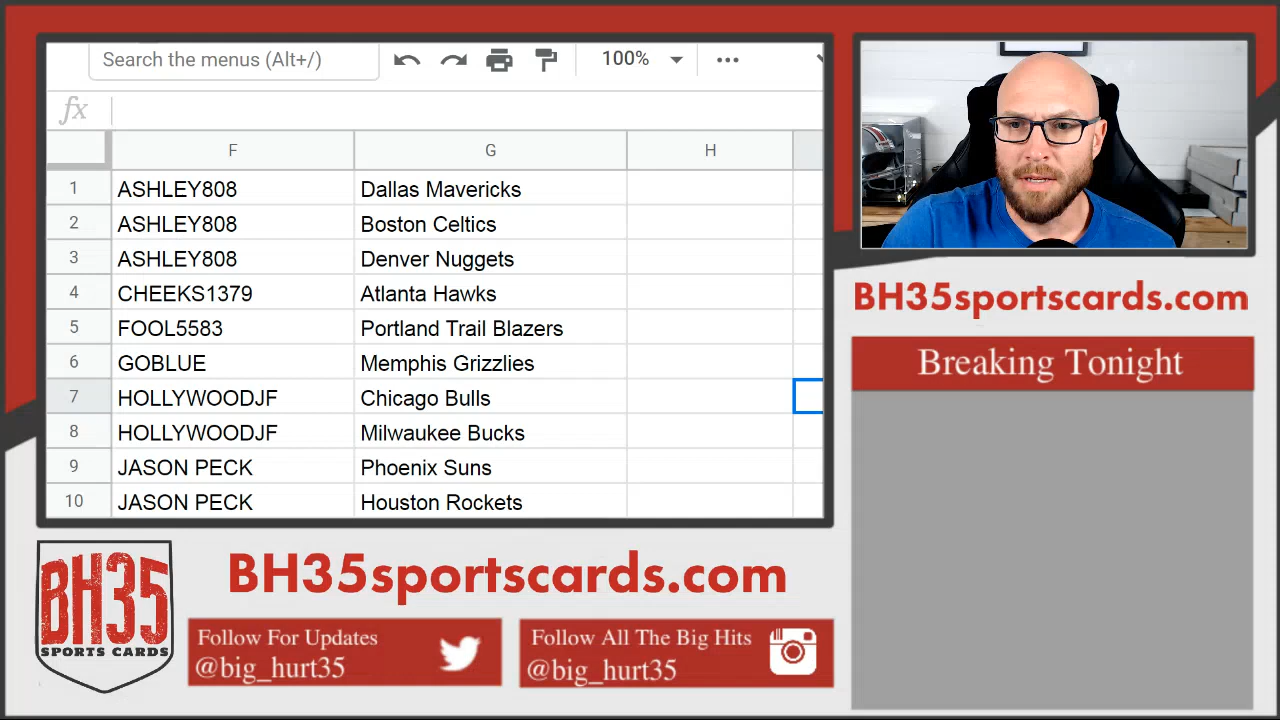 Search the menus (Alt+/)
100%
fx
F G H
1 ASHLEY808 Dallas Mavericks
2 ASHLEY808 Boston Celtics
3 ASHLEY808 Denver Nuggets
4 CHEEKS1379 Atlanta Hawks
5 FOOL5583 Portland Trail Blazers
6 GOBLUE Memphis Grizzlies
7 HOLLYWOODJF Chicago Bulls
8 HOLLYWOODJF Milwaukee Bucks
9 JASON PECK Phoenix Suns
10 JASON PECK Houston Rockets
BH35sportscards.com
Breaking Tonight
BH35
SPORTS CARDS
BH35sportscards.com
Follow For Updates
@big_hurt35
Follow All The Big Hits
@big_hurt35